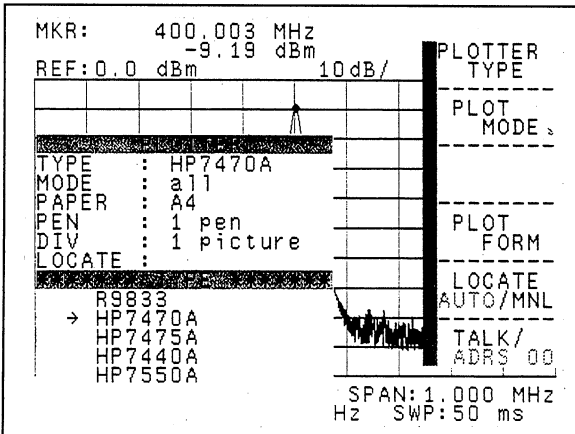 MKR: 400.003 MHz
-9.19 dBm
REF:0.0 dBm 10dB/
TYPE : HP7470A
MODE : all
PAPER : A4
PEN : 1 pen
DIV : 1 picture
LOCATE :
R9833
→ HP7470A
HP7475A
HP7440A
HP7550A
SPAN:1.000 MHz
Hz SWP:50 ms
PLOTTER
TYPE
PLOT
MODE
PLOT
FORM
LOCATE
AUTO/MNL
TALK/
ADRS 00